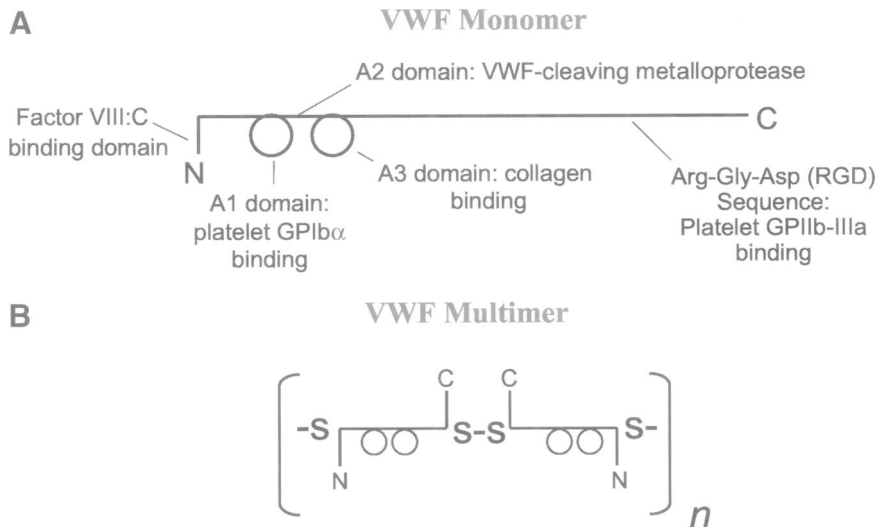 A
VWF Monomer
A2 domain: VWF-cleaving metalloprotease
Factor VIII:C
binding domain
N
C
A1 domain:
platelet GPIbα
binding
A3 domain: collagen
binding
Arg-Gly-Asp (RGD)
Sequence:
Platelet GPIIb-IIIa
binding
B
VWF Multimer
C C
-S S-S S-
N N
n